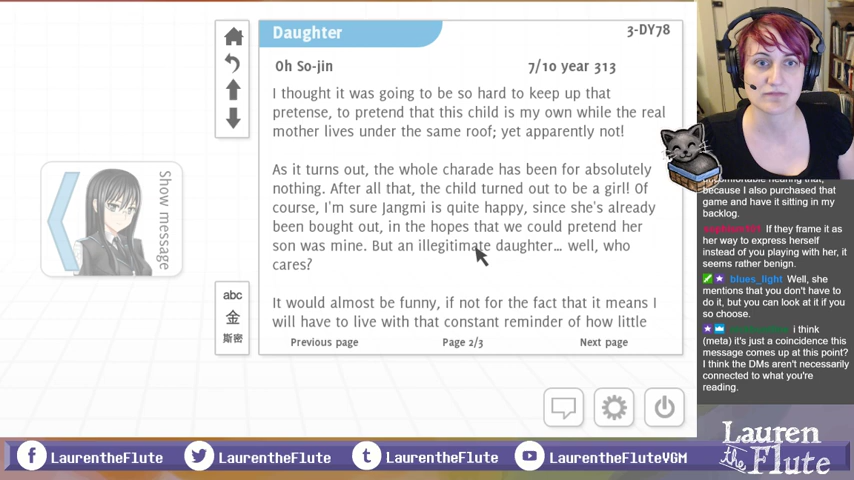 Daughter
3-DY78
Oh So-jin
7/10 year 313
I thought it was going to be so hard to keep up that
pretense, to pretend that this child is my own while the real
mother lives under the same roof; yet apparently not!
As it turns out, the whole charade has been for absolutely
nothing. After all that, the child turned out to be a girl! Of
course, I'm sure Jangmi is quite happy, since she's already
been bought out, in the hopes that we could pretend her
son was mine. But an illegitimate daughter... well, who
cares?
It would almost be funny, if not for the fact that it means I
will have to live with that constant reminder of how little
Previous page
Page 2/3
Next page
Show message
abc
金
斯密
because I also purchased that
game and have it sitting in my
backlog.
If they frame it as
her way to express herself
instead of you playing with her, it
seems rather benign.
blues_light Well, she
mentions that you don't have to
do it, but you can look at it if you
so choose.
i think
(meta) it's just a coincidence this
message comes up at this point?
I think the DMs aren't necessarily
connected to what you're
reading.
LaurentheFlute
LaurentheFlute
LaurentheFlute
LaurentheFluteVGM
Lauren
the Flute